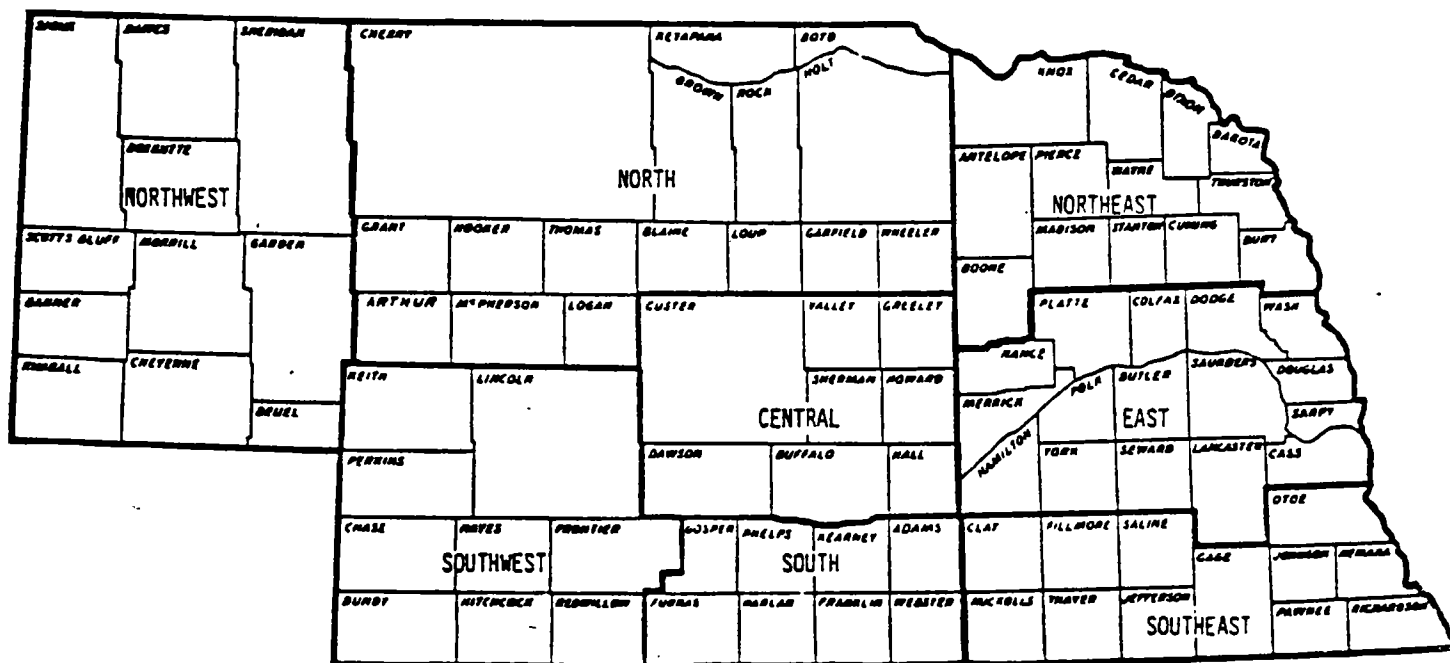 SIOUX
DAWES
SHERIDAN
CHERRY
KEYAPAHA
BOYD
BROWN
ROCK
HOLT
KNOX
CEDAR
DIXON
DAKOTA
BOXBUTTE
NORTHWEST
NORTH
ANTELOPE
PIERCE
WAYNE
THURSTON
NORTHEAST
SCOTTS BLUFF
MORRILL
GARDEN
GRANT
HOOKER
THOMAS
BLAINE
LOUP
GARFIELD
WHEELER
MADISON
STANTON
CUMING
BURT
BOONE
BANNER
ARTHUR
McPHERSON
LOGAN
CUSTER
VALLEY
GREELEY
PLATTE
COLFAX
DODGE
WASH
KIMBALL
CHEYENNE
DEUEL
KEITH
LINCOLN
SHERMAN
HOWARD
NANCE
MERRICK
POLK
BUTLER
SAUNDERS
DOUGLAS
SARPY
CENTRAL
EAST
HAMILTON
PERKINS
DAWSON
BUFFALO
HALL
YORK
SEWARD
LANCASTER
CASS
OTOE
CHASE
HAYES
FRONTIER
GOSPER
PHELPS
KEARNEY
ADAMS
CLAY
FILLMORE
SALINE
GAGE
JOHNSON
NEMAHA
SOUTHWEST
SOUTH
DUNDY
HITCHCOCK
REDWILLOW
FURNAS
HARLAN
FRANKLIN
WEBSTER
NUCKOLLS
THAYER
JEFFERSON
PAWNEE
RICHARDSON
SOUTHEAST